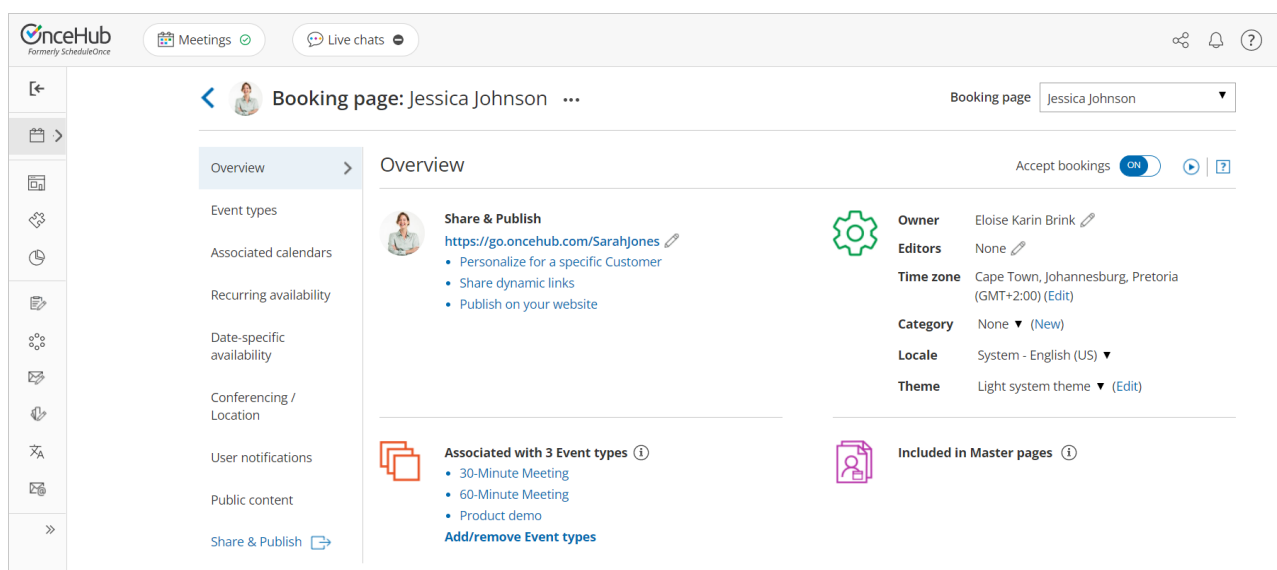 OnceHub
Formerly ScheduleOnce
Meetings
Live chats
?
Booking page: Jessica Johnson
Booking page
Jessica Johnson
Overview
Event types
Associated calendars
Recurring availability
Date-specific
availability
Conferencing /
Location
User notifications
Public content
Share & Publish
Overview
Accept bookings
ON
?
Share & Publish
https://go.oncehub.com/SarahJones
• Personalize for a specific Customer
• Share dynamic links
• Publish on your website
Owner Eloise Karin Brink
Editors None
Time zone Cape Town, Johannesburg, Pretoria
(GMT+2:00) (Edit)
Category None (New)
Locale System - English (US)
Theme Light system theme (Edit)
Associated with 3 Event types
• 30-Minute Meeting
• 60-Minute Meeting
• Product demo
Add/remove Event types
Included in Master pages